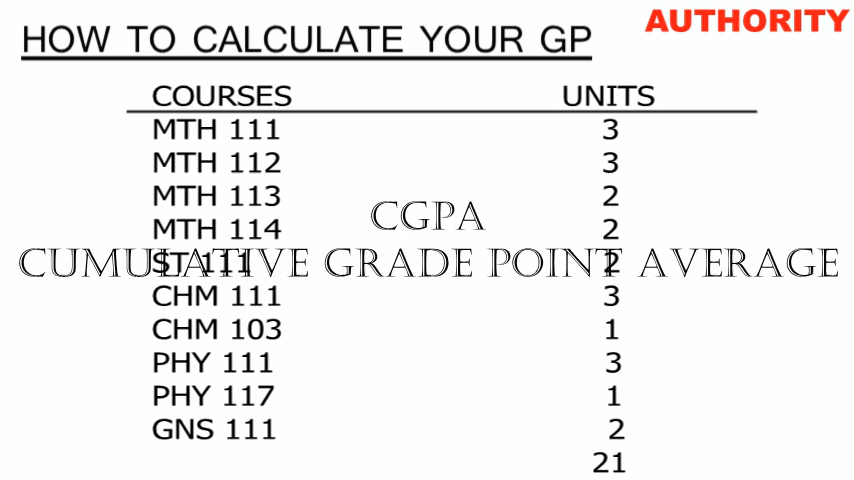 AUTHORITY
HOW TO CALCULATE YOUR GP
COURSES UNITS
MTH 111 3
MTH 112 3
MTH 113 2
CGPA
MTH 114 2
CUMULATIVE GRADE POINT AVERAGE
ST 111 2
CHM 111 3
CHM 103 1
PHY 111 3
PHY 117 1
GNS 111 2
21